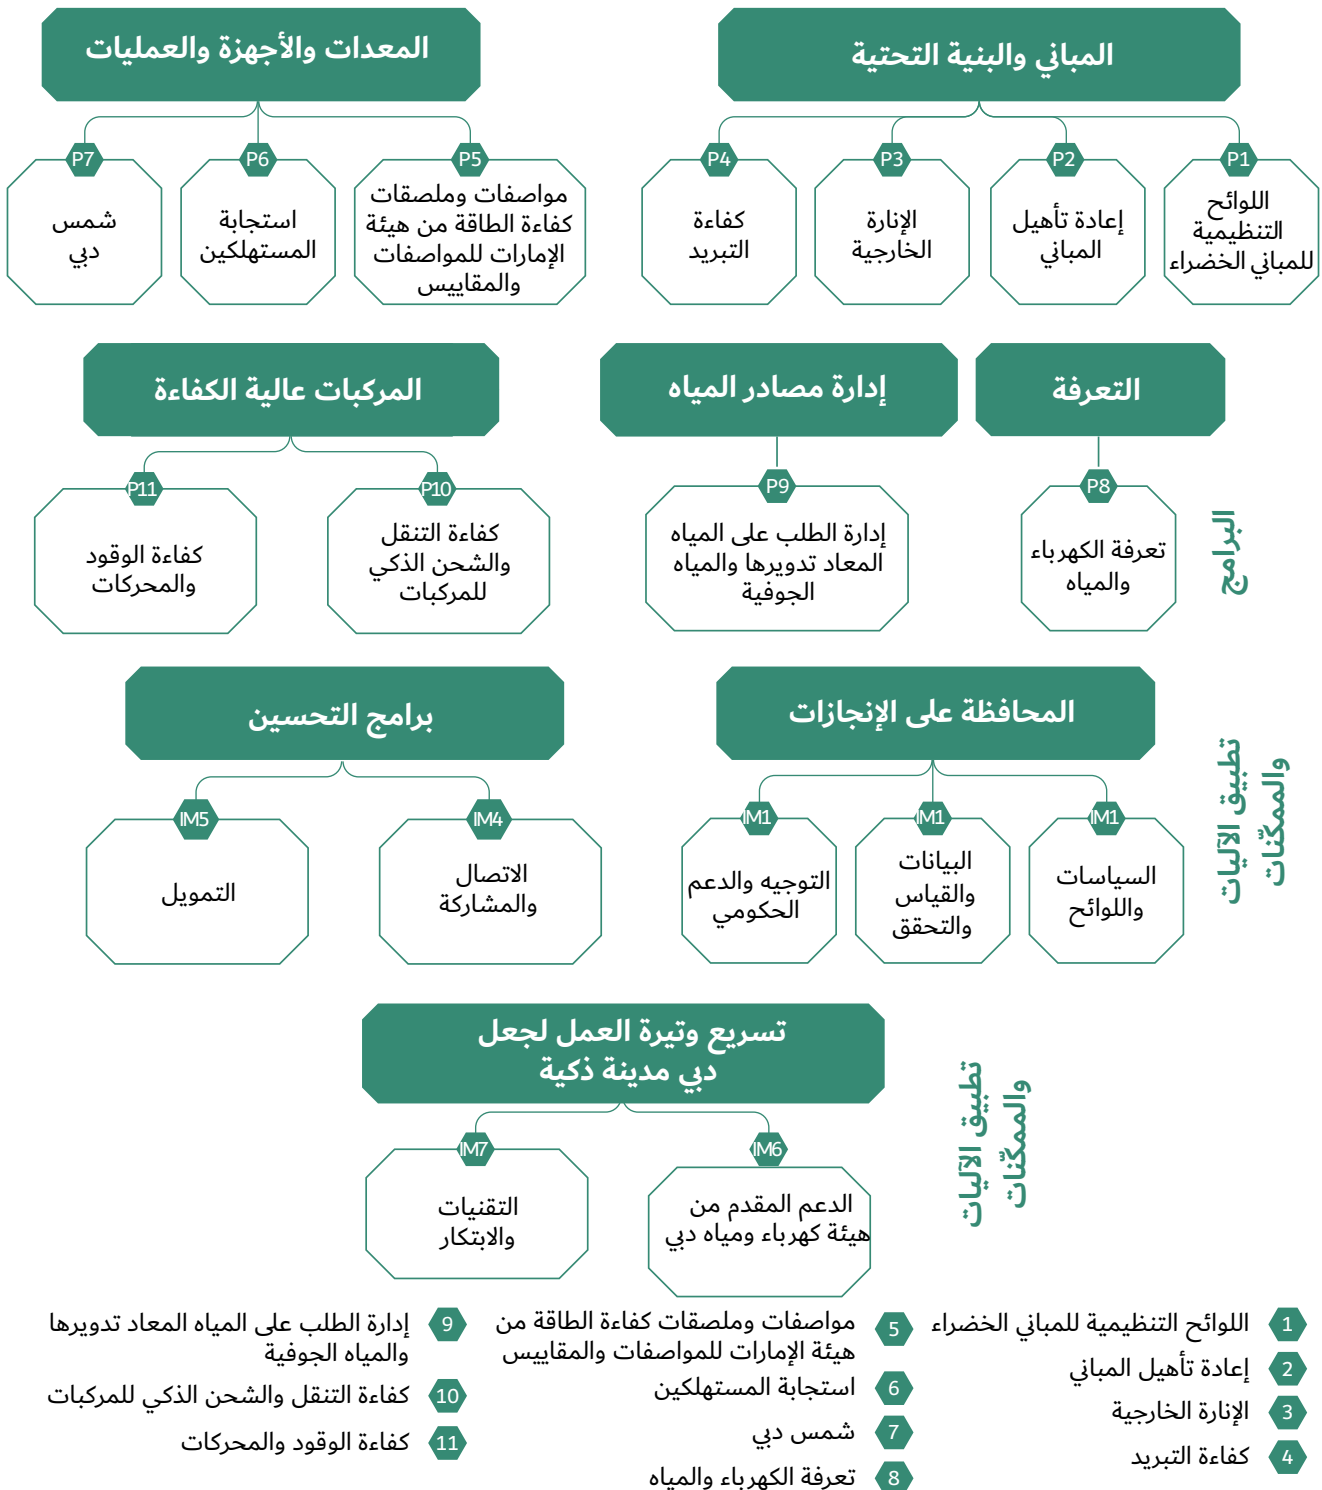 المباني والبنية التحتية
P1
اللوائح
التنظيمية
للمباني الخضراء
P2
إعادة تأهيل
المباني
P3
الإنارة
الخارجية
P4
كفاءة
التبريد
المعدات والأجهزة والعمليات
P5
مواصفات وملصقات
كفاءة الطاقة من هيئة
الإمارات للمواصفات
والمقاييس
P6
استجابة
المستهلكين
P7
شمس
دبي
البرامج
التعرفة
P8
تعرفة الكهرباء
والمياه
إدارة مصادر المياه
P9
إدارة الطلب على المياه
المعاد تدويرها والمياه
الجوفية
المركبات عالية الكفاءة
P10
كفاءة التنقل
والشحن الذكي
للمركبات
P11
كفاءة الوقود
والمحركات
تطبيق الآليات
والممكّنات
المحافظة على الإنجازات
IM1
السياسات
واللوائح
IM1
البيانات
والقياس
والتحقق
IM1
التوجيه والدعم
الحكومي
برامج التحسين
IM4
الاتصال
والمشاركة
IM5
التمويل
تطبيق الآليات
والممكّنات
تسريع وتيرة العمل لجعل
دبي مدينة ذكية
IM6
الدعم المقدم من
هيئة كهرباء ومياه دبي
IM7
التقنيات
والابتكار
1 اللوائح التنظيمية للمباني الخضراء
2 إعادة تأهيل المباني
3 الإنارة الخارجية
4 كفاءة التبريد
5 مواصفات وملصقات كفاءة الطاقة من
هيئة الإمارات للمواصفات والمقاييس
6 استجابة المستهلكين
7 شمس دبي
8 تعرفة الكهرباء والمياه
9 إدارة الطلب على المياه المعاد تدويرها
والمياه الجوفية
10 كفاءة التنقل والشحن الذكي للمركبات
11 كفاءة الوقود والمحركات